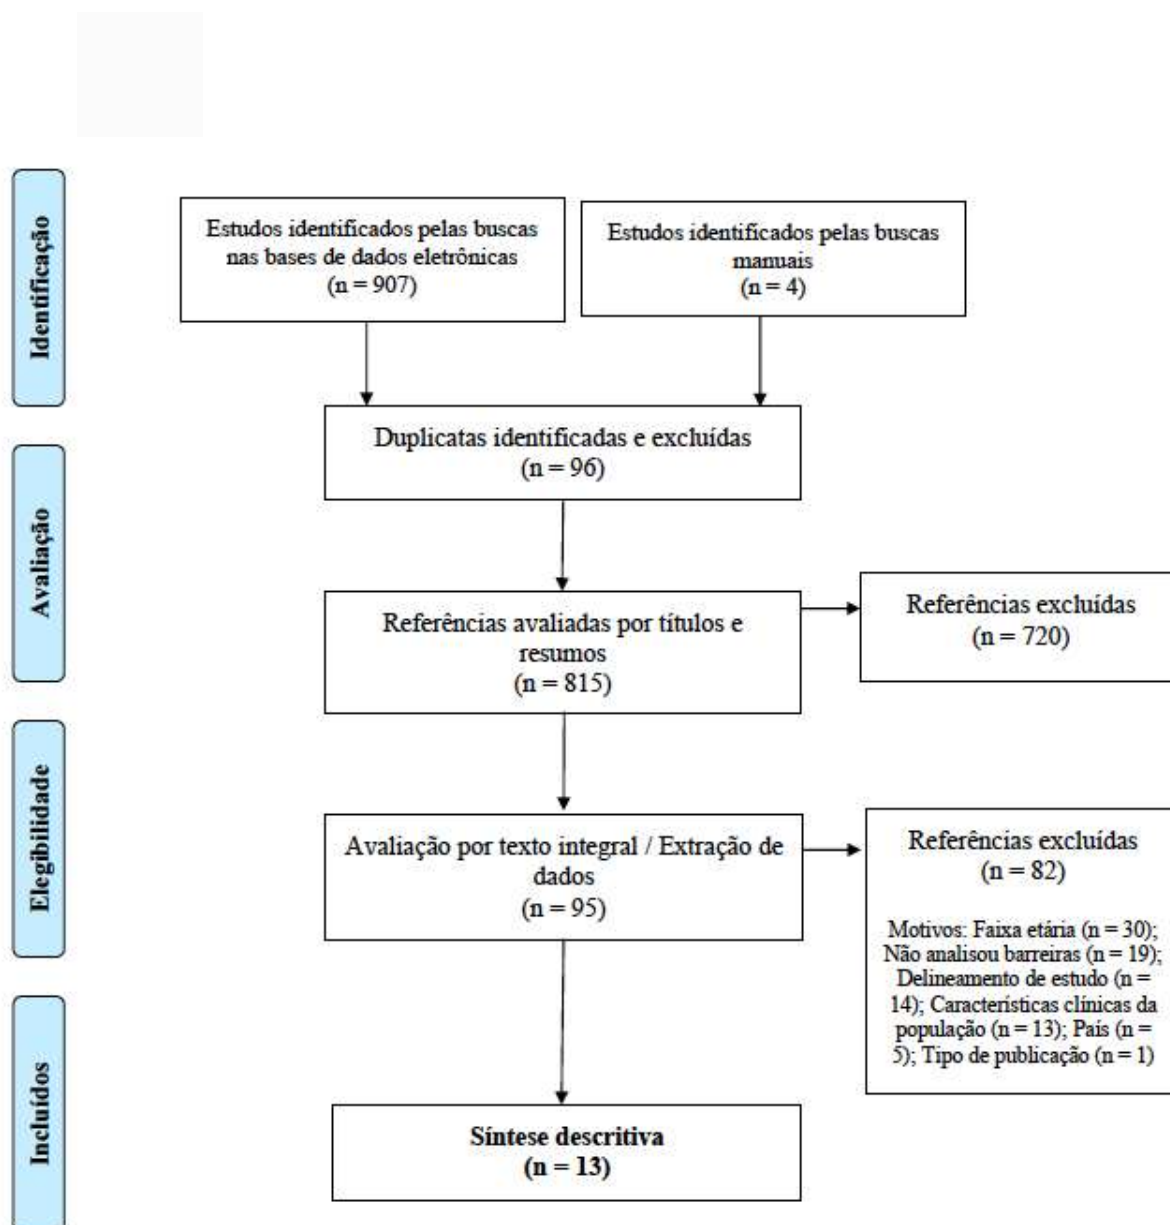 Identificação
Estudos identificados pelas buscas
nas bases de dados eletrônicas
(n = 907)
Estudos identificados pelas buscas
manuais
(n = 4)
Duplicatas identificadas e excluídas
(n = 96)
Avaliação
Referências avaliadas por títulos e
resumos
(n = 815)
Referências excluídas
(n = 720)
Elegibilidade
Avaliação por texto integral / Extração de
dados
(n = 95)
Referências excluídas
(n = 82)
Motivos: Faixa etária (n = 30);
Não analisou barreiras (n = 19);
Delineamento de estudo (n =
14); Características clínicas da
população (n = 13); País (n =
5); Tipo de publicação (n = 1)
Incluídos
Síntese descritiva
(n = 13)